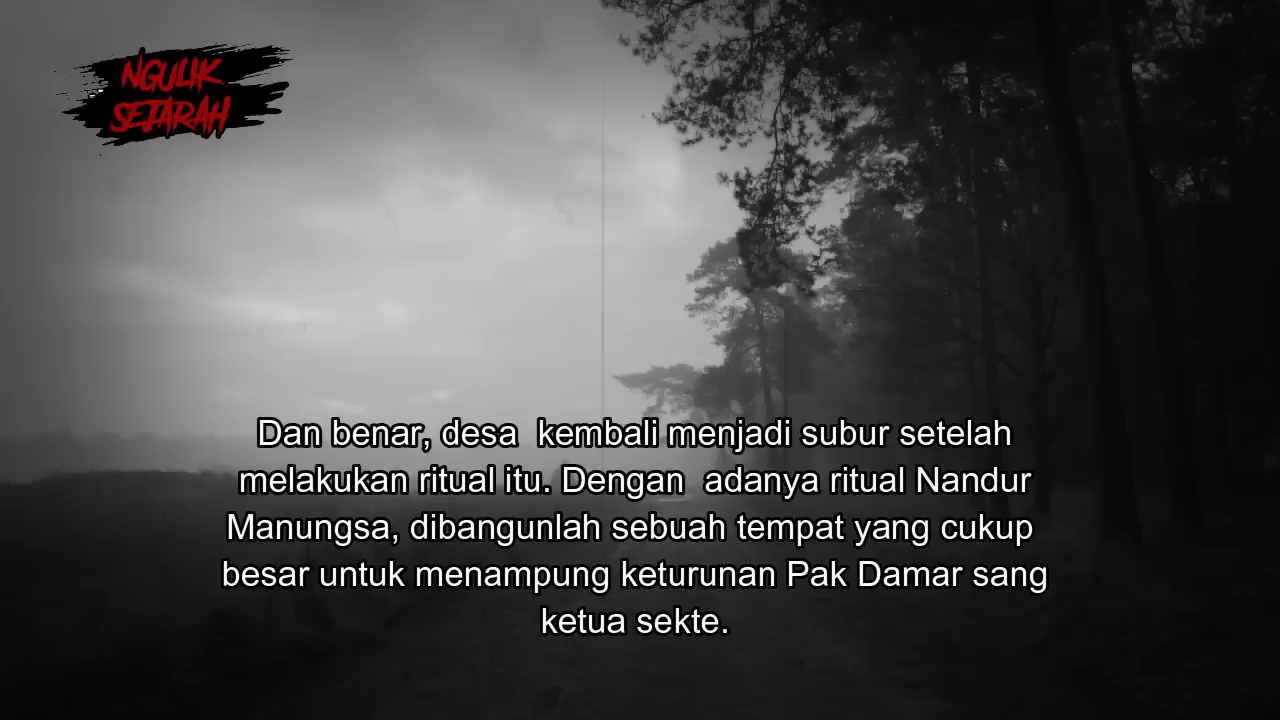 NGULIK
SEJARAH
Dan benar, desa  kembali menjadi subur setelah
melakukan ritual itu. Dengan  adanya ritual Nandur
Manungsa, dibangunlah sebuah tempat yang cukup
besar untuk menampung keturunan Pak Damar sang
ketua sekte.